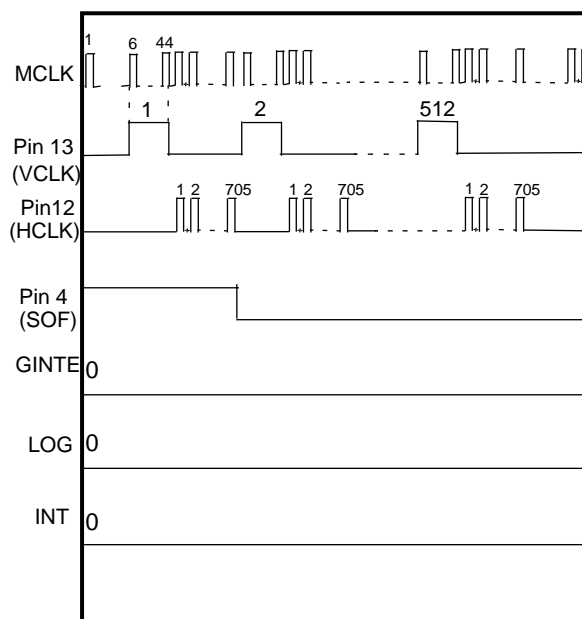 1 6 44
MCLK
1 2 512
Pin 13
(VCLK)
1 2 705 1 2 705 1 2 705
Pin12
(HCLK)
Pin 4
(SOF)
GINTE
0
LOG
0
INT
0